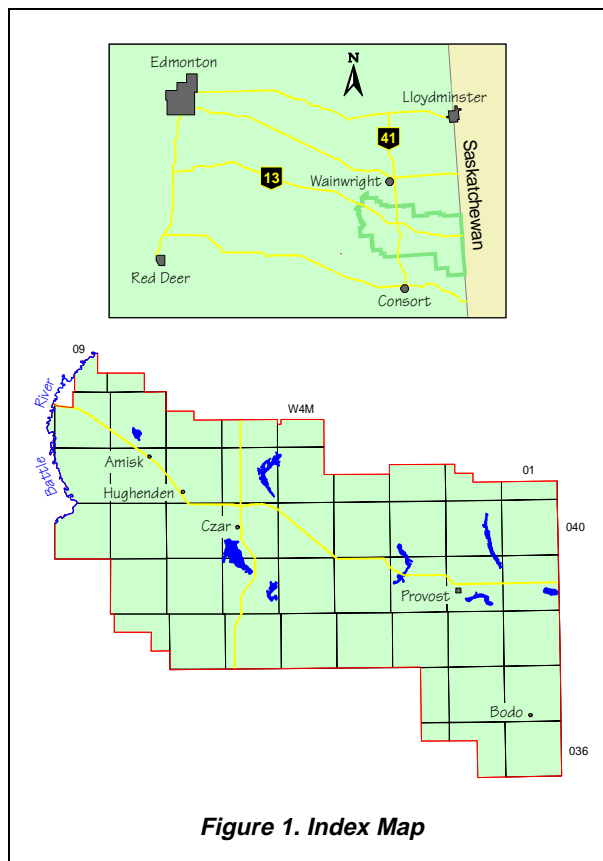 Edmonton
N
Lloydminster
41
Saskatchewan
13
Wainwright
Red Deer
Consort
09
Battle River
W4M
Amisk
01
Hughenden
Czar
040
Provost
Bodo
036
Figure 1. Index Map